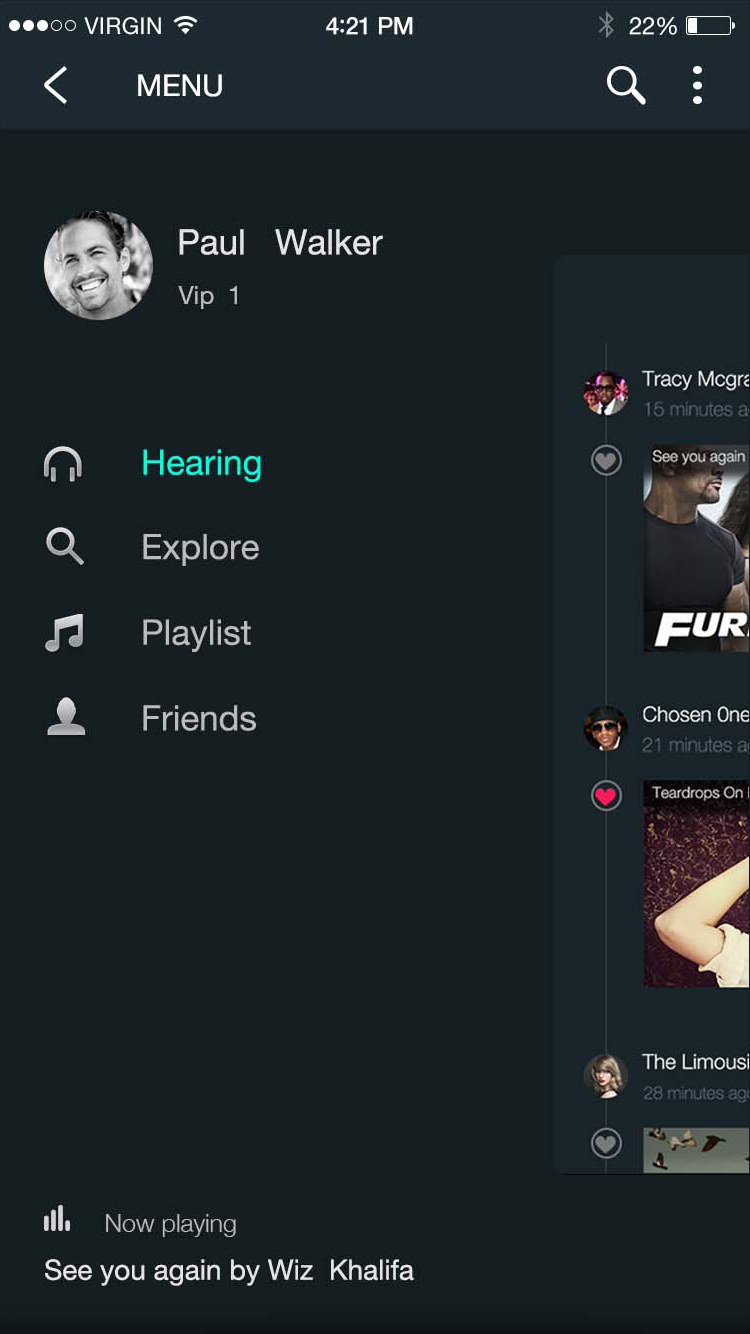 VIRGIN 4:21 PM 22%
MENU
Paul Walker
Vip 1
Hearing
Explore
Playlist
Friends
Tracy Mcgra
15 minutes a
See you again
FUR
Chosen 0ne
21 minutes a
Teardrops On
The Limousi
28 minutes ag
Now playing
See you again by Wiz Khalifa